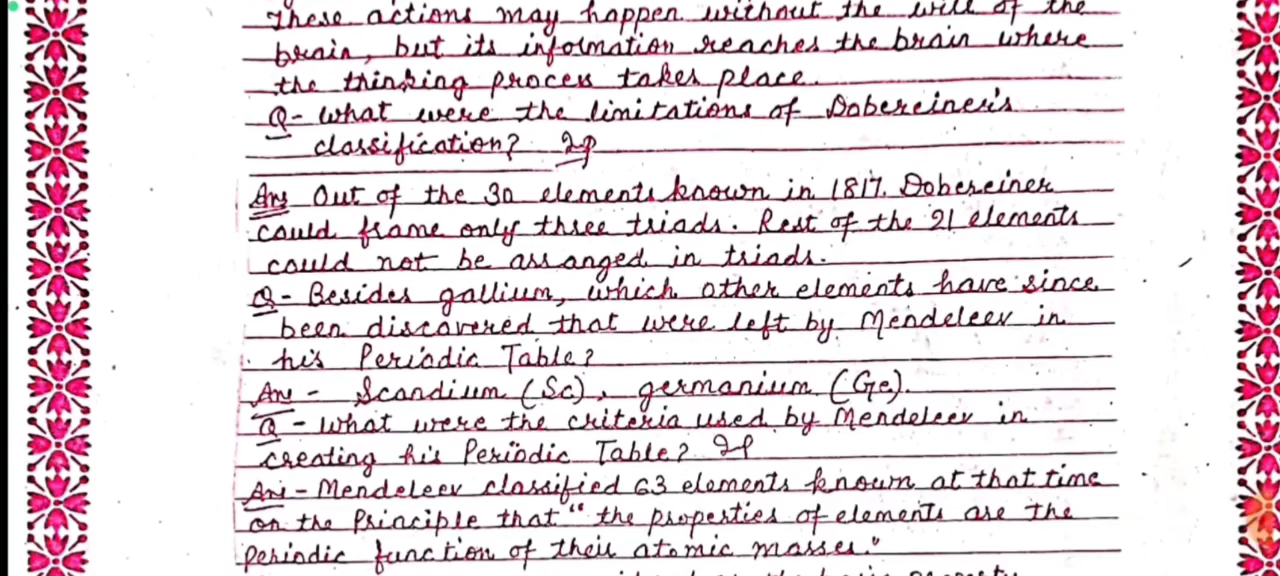 These actions may happen without the will of the
brain, but its information reaches the brain where
the thinking process takes place.
Q- What were the limitations of Dobereiner's
classification? 2p
Ans Out of the 30 elements known in 1817. Dobereiner
could frame only three triads. Rest of the 21 elements
could not be arranged in triads.
Q- Besides gallium, which other elements have since
been discovered that were left by Mendeleev in
his Periodic Table?
Ans - Scandium (Sc), germanium (Ge).
Q - What were the criteria used by Mendeleev in
creating his Periodic Table? 2p
Ans - Mendeleev classified 63 elements known at that time
on the Principle that "the properties of elements are the
periodic function of their atomic masses."